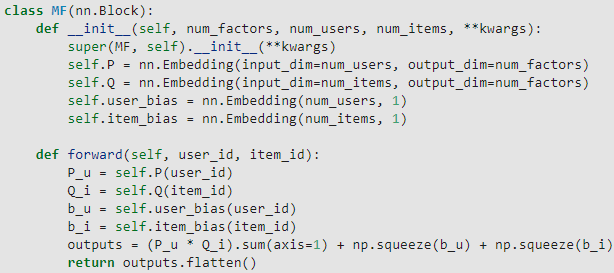 class MF(nn.Block):
    def __init__(self, num_factors, num_users, num_items, **kwargs):
        super(MF, self).__init__(**kwargs)
        self.P = nn.Embedding(input_dim=num_users, output_dim=num_factors)
        self.Q = nn.Embedding(input_dim=num_items, output_dim=num_factors)
        self.user_bias = nn.Embedding(num_users, 1)
        self.item_bias = nn.Embedding(num_items, 1)

    def forward(self, user_id, item_id):
        P_u = self.P(user_id)
        Q_i = self.Q(item_id)
        b_u = self.user_bias(user_id)
        b_i = self.item_bias(item_id)
        outputs = (P_u * Q_i).sum(axis=1) + np.squeeze(b_u) + np.squeeze(b_i)
        return outputs.flatten()